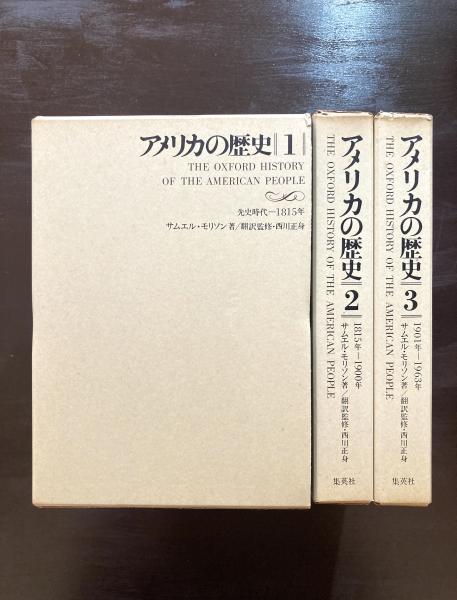 アメリカの歴史 1
THE OXFORD HISTORY
OF THE AMERICAN PEOPLE
先史時代―1815年
サムエル・モリソン著/翻訳監修・西川正身
アメリカの歴史 2
THE OXFORD HISTORY OF THE AMERICAN PEOPLE
1815年―1900年
サムエル・モリソン著/翻訳監修・西川正身
集英社
アメリカの歴史 3
THE OXFORD HISTORY OF THE AMERICAN PEOPLE
1901年―1963年
サムエル・モリソン著/翻訳監修・西川正身
集英社